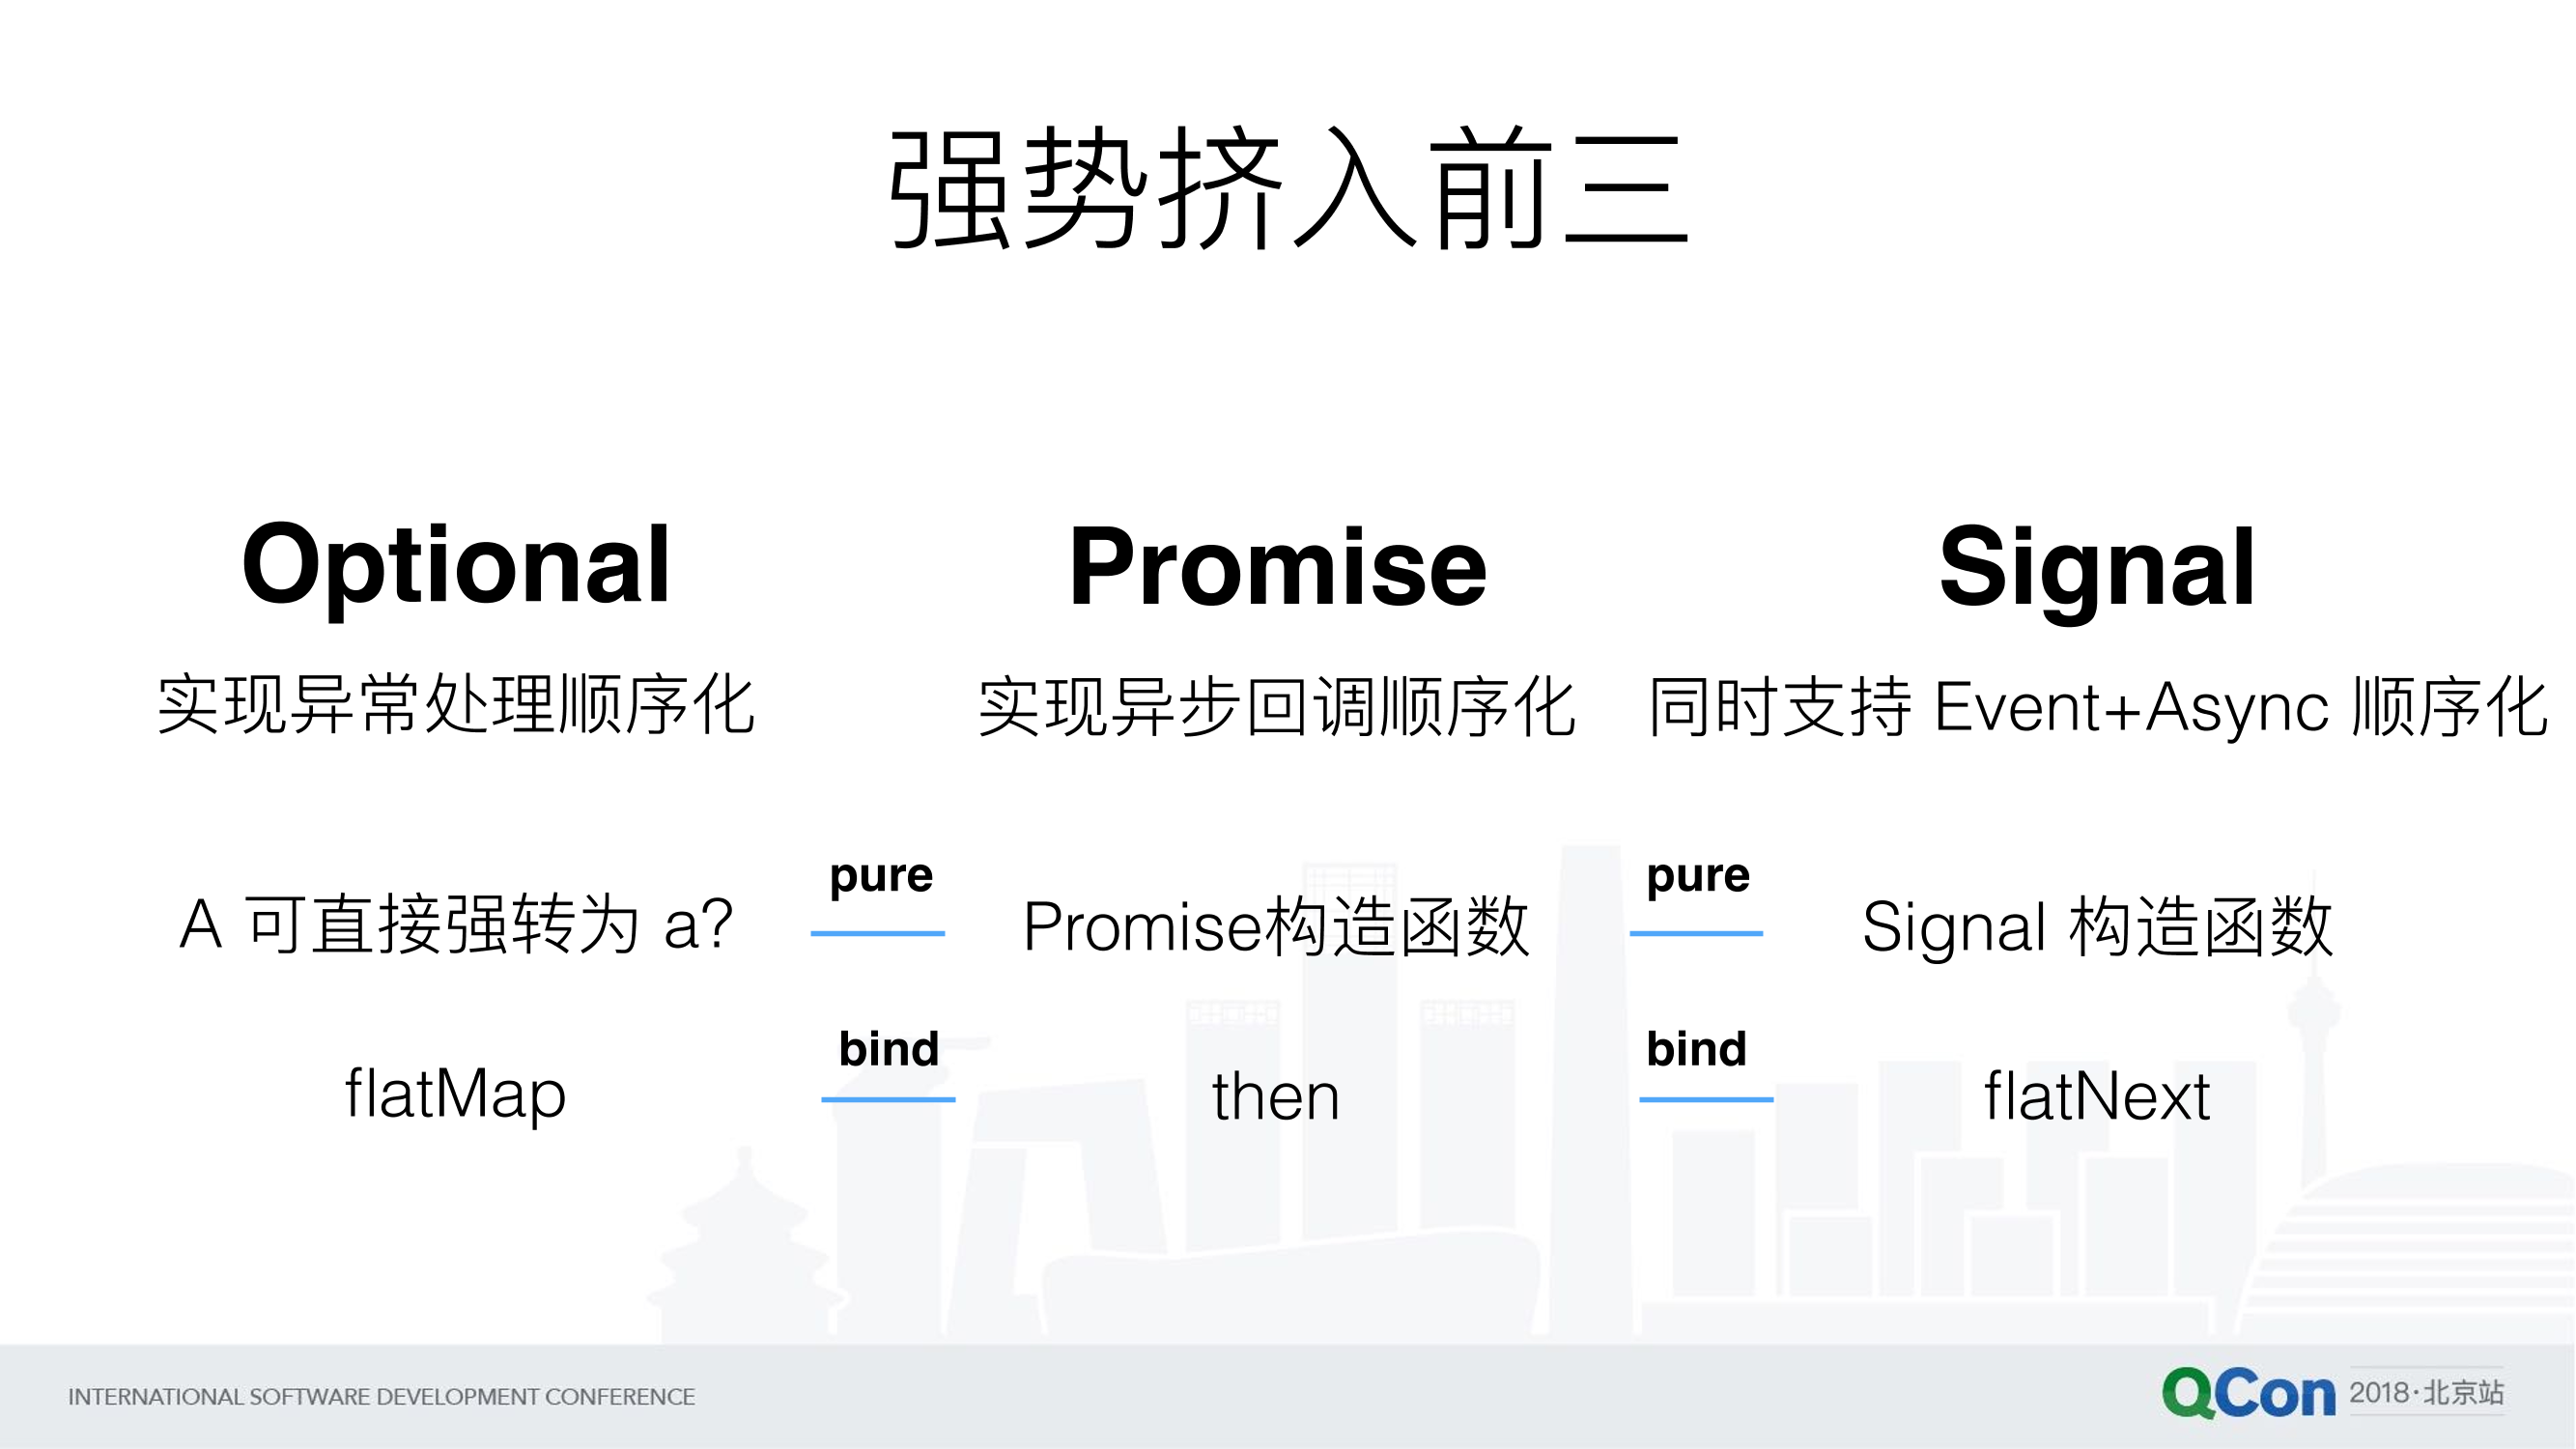 强势挤入前三
Optional
Promise
Signal
实现异常处理顺序化
实现异步回调顺序化
同时支持 Event+Async 顺序化
A 可直接强转为 a?
pure
Promise构造函数
pure
Signal 构造函数
flatMap
bind
then
bind
flatNext
INTERNATIONAL SOFTWARE DEVELOPMENT CONFERENCE
QCon 2018·北京站